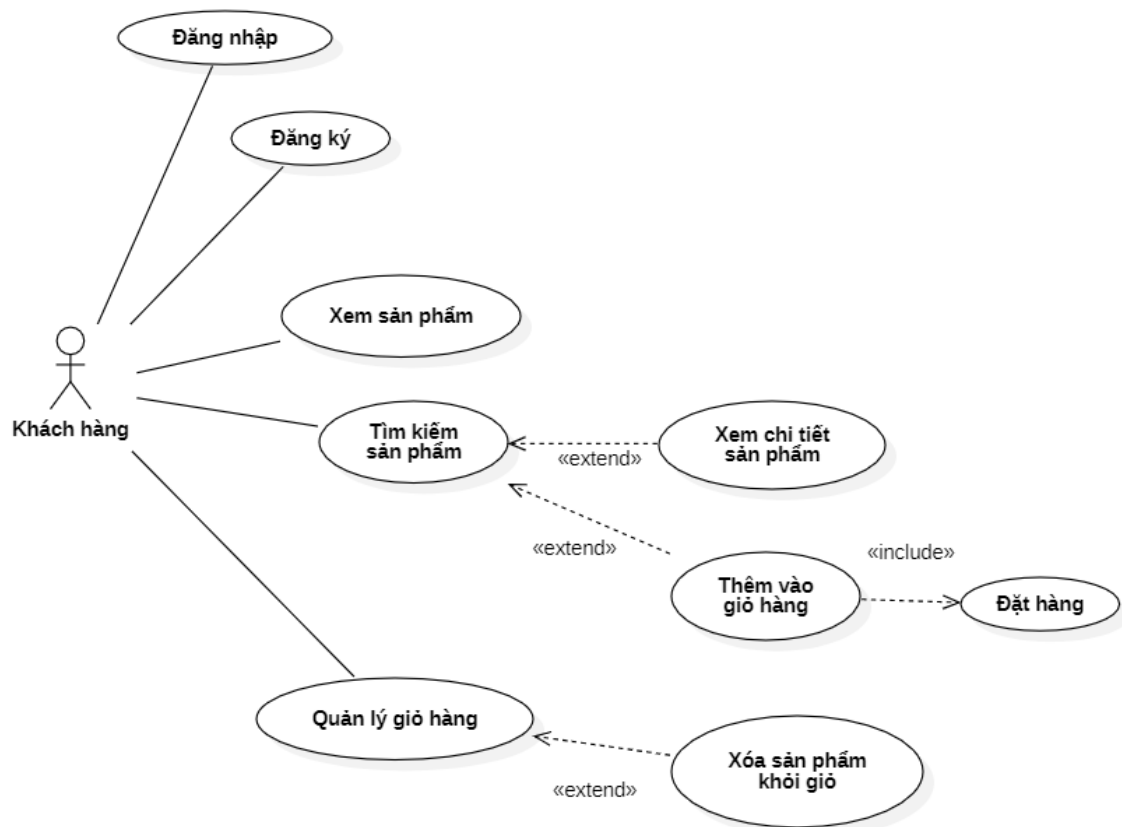 Đăng nhập
Đăng ký
Xem sản phẩm
Khách hàng
Tìm kiếm
sản phẩm
«extend»
Xem chi tiết
sản phẩm
«extend»
«include»
Thêm vào
giỏ hàng
Đặt hàng
Quản lý giỏ hàng
«extend»
Xóa sản phẩm
khỏi giỏ